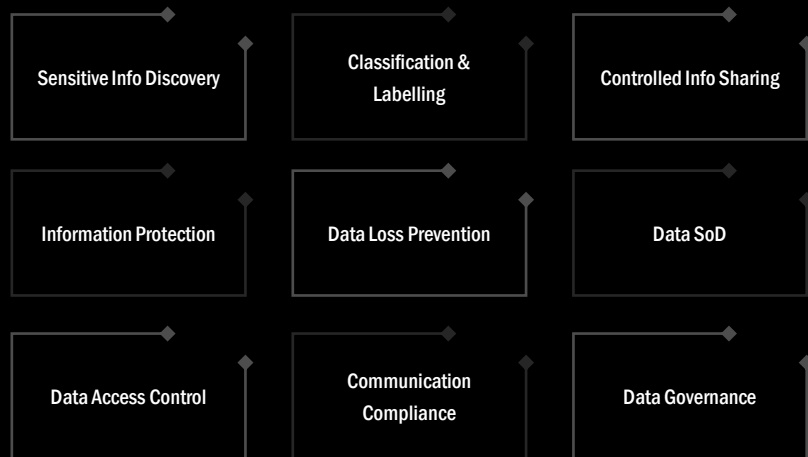 Sensitive Info Discovery
Classification &
Labelling
Controlled Info Sharing
Information Protection
Data Loss Prevention
Data SoD
Data Access Control
Communication
Compliance
Data Governance